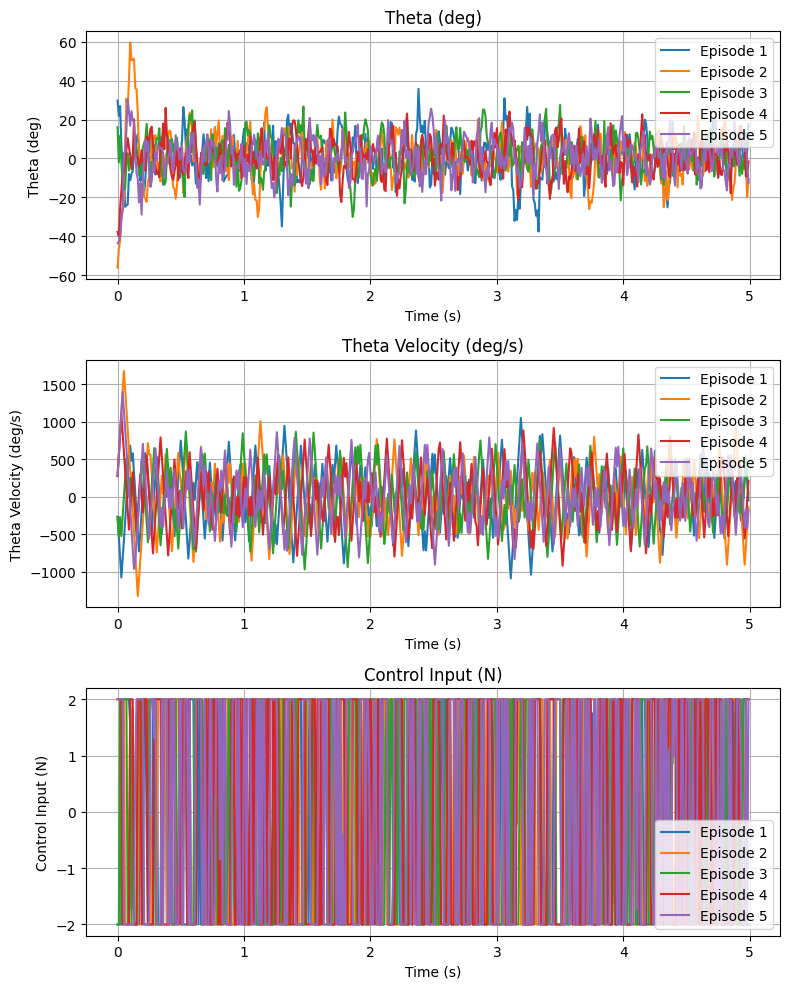 Theta (deg)
Theta (deg)
60
40
20
0
−20
−40
−60
0
1
2
3
4
5
Time (s)
Episode 1
Episode 2
Episode 3
Episode 4
Episode 5
Theta Velocity (deg/s)
Theta Velocity (deg/s)
1500
1000
500
0
−500
−1000
0
1
2
3
4
5
Time (s)
Episode 1
Episode 2
Episode 3
Episode 4
Episode 5
Control Input (N)
Control Input (N)
2
1
0
−1
−2
0
1
2
3
4
5
Time (s)
Episode 1
Episode 2
Episode 3
Episode 4
Episode 5